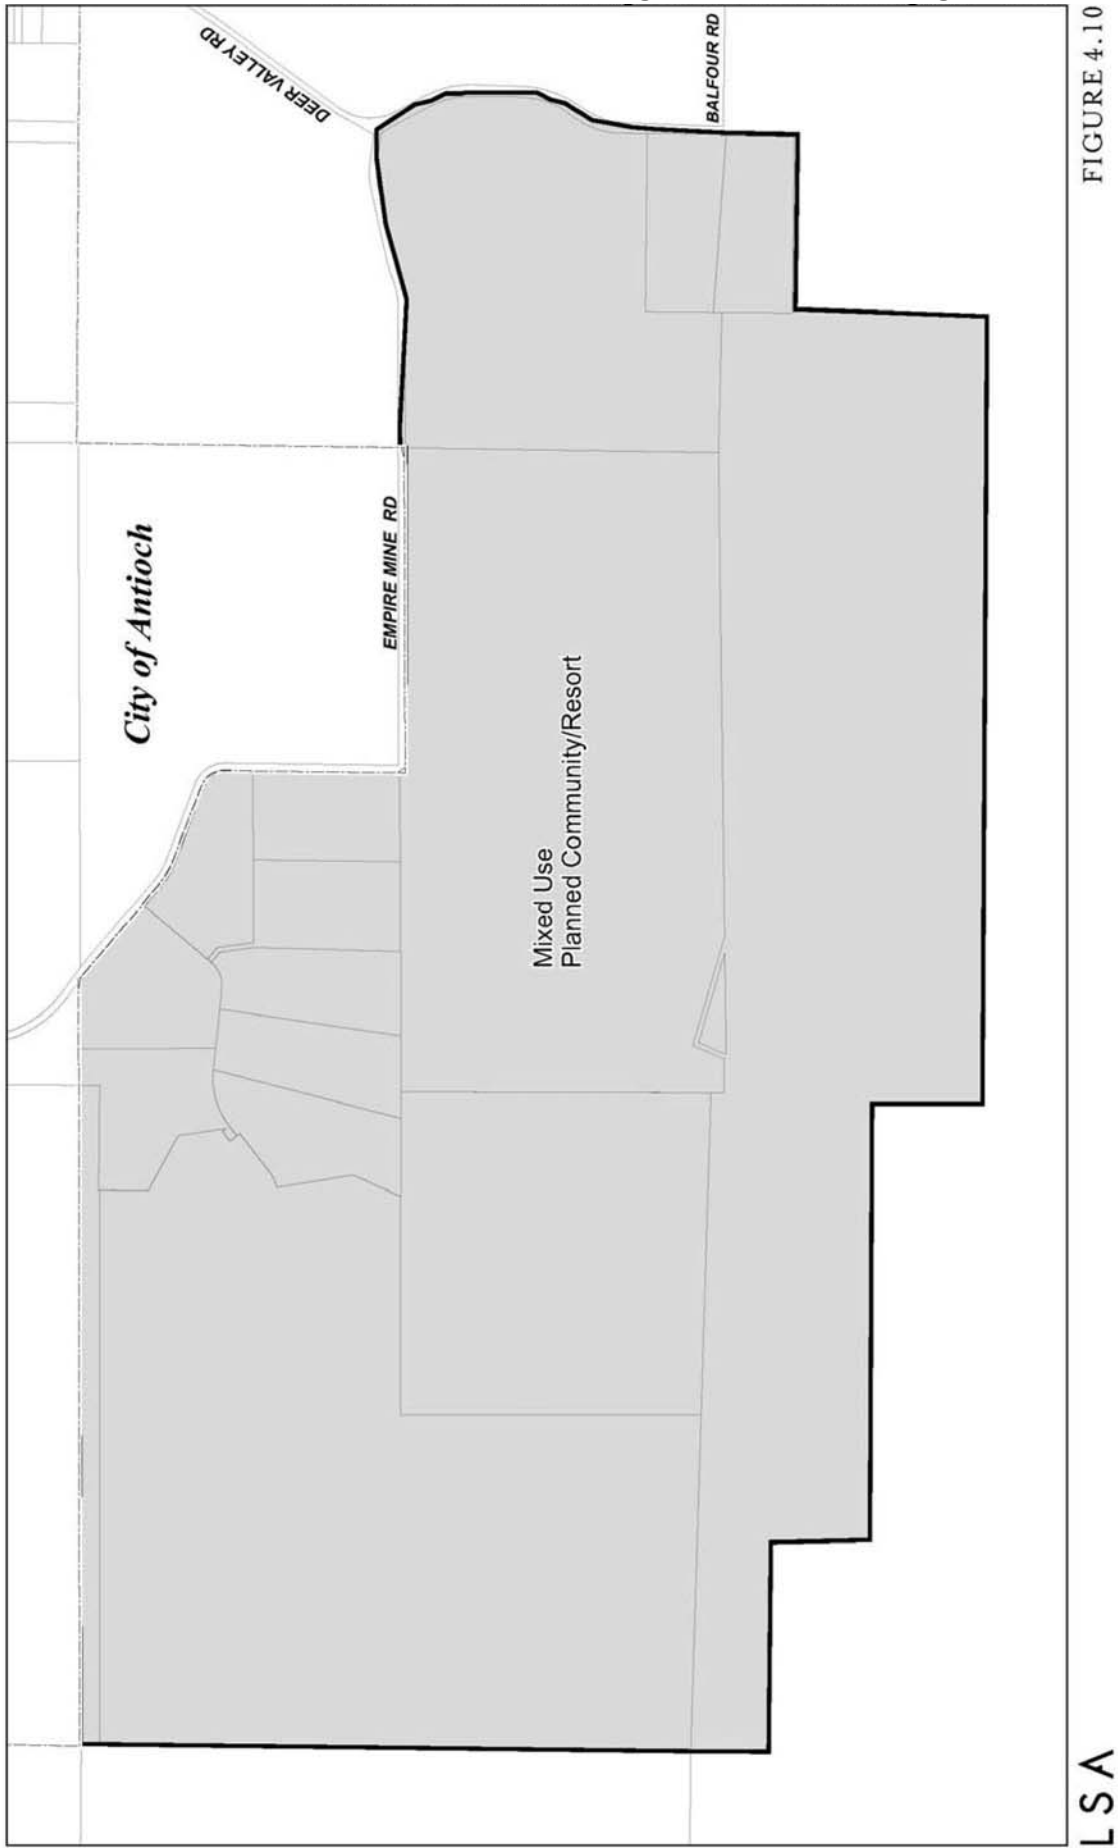 DEER VALLEY RD
BALFOUR RD
City of Antioch
EMPIRE MINE RD
Mixed Use
Planned Community/Resort
LSA
FIGURE 4.10